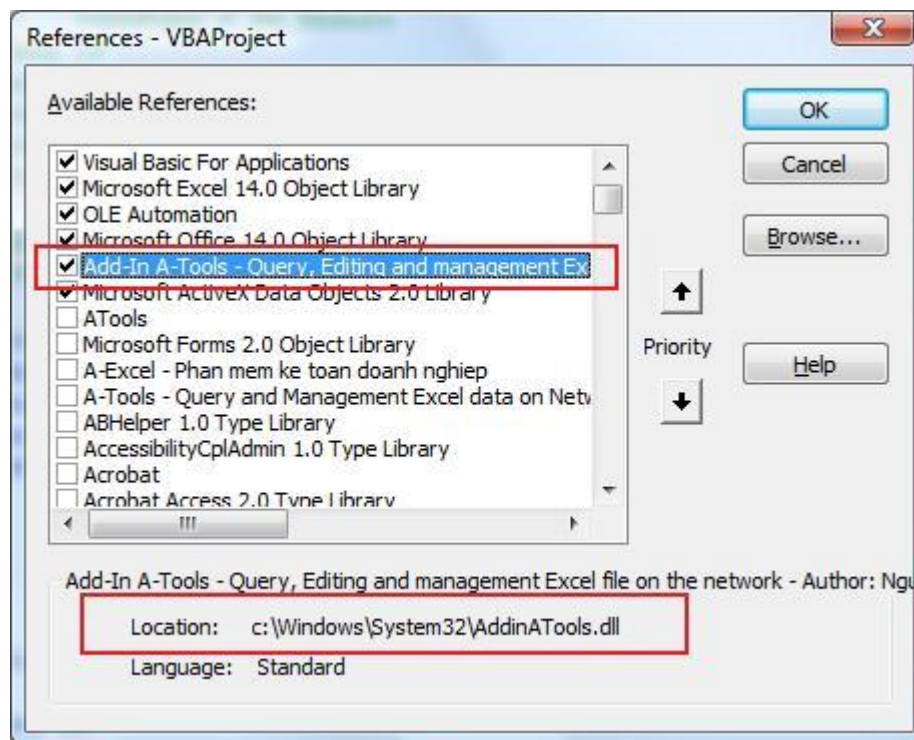 References - VBAProject
Available References:
Visual Basic For Applications
Microsoft Excel 14.0 Object Library
OLE Automation
Microsoft Office 14.0 Object Library
Add-In A-Tools - Query, Editing and management Ex
Microsoft ActiveX Data Objects 2.0 Library
ATools
Microsoft Forms 2.0 Object Library
A-Excel - Phan mem ke toan doanh nghiep
A-Tools - Query and Management Excel data on Netw
ABHelper 1.0 Type Library
AccessibilityCplAdmin 1.0 Type Library
Acrobat
Acrobat Access 2.0 Type Library
OK
Cancel
Browse...
Priority
Help
Add-In A-Tools - Query, Editing and management Excel file on the network - Author: Ngu
Location: c:\Windows\System32\AddinATools.dll
Language: Standard